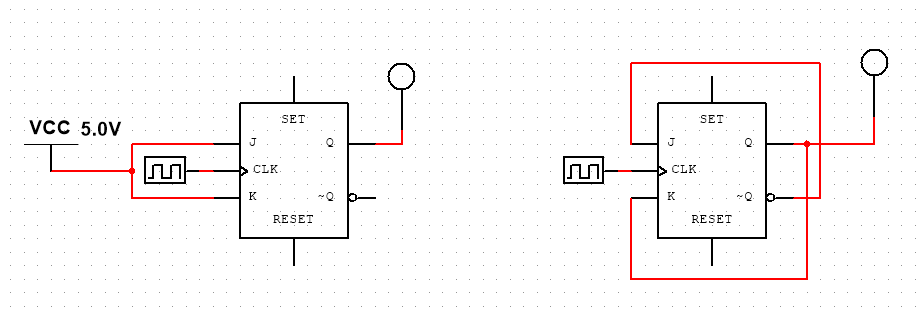 VCC 5.0V
SET
J Q
CLK
K ~Q
RESET
SET
J Q
CLK
K ~Q
RESET